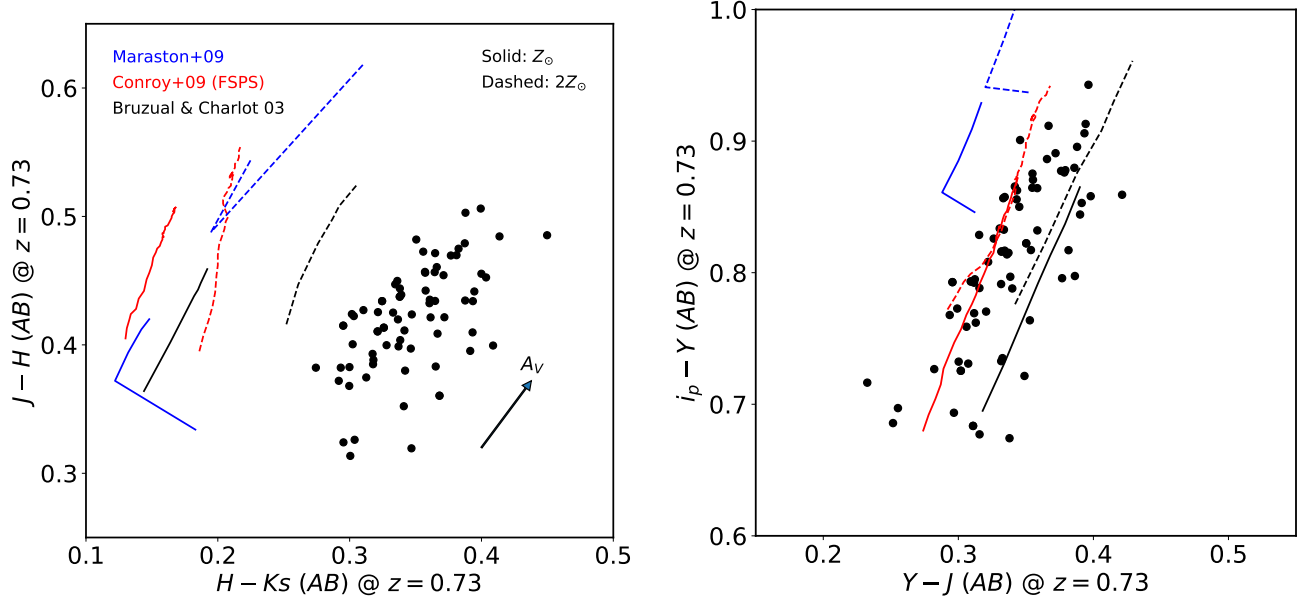 Maraston+09
Conroy+09 (FSPS)
Bruzual & Charlot 03
Solid: Z⊙
Dashed: 2Z⊙
A_V
0.6
0.5
0.4
0.3
J − H (AB) @ z = 0.73
0.1
0.2
0.3
0.4
0.5
H − Ks (AB) @ z = 0.73
1.0
0.9
0.8
0.7
0.6
i_p − Y (AB) @ z = 0.73
0.2
0.3
0.4
0.5
Y − J (AB) @ z = 0.73